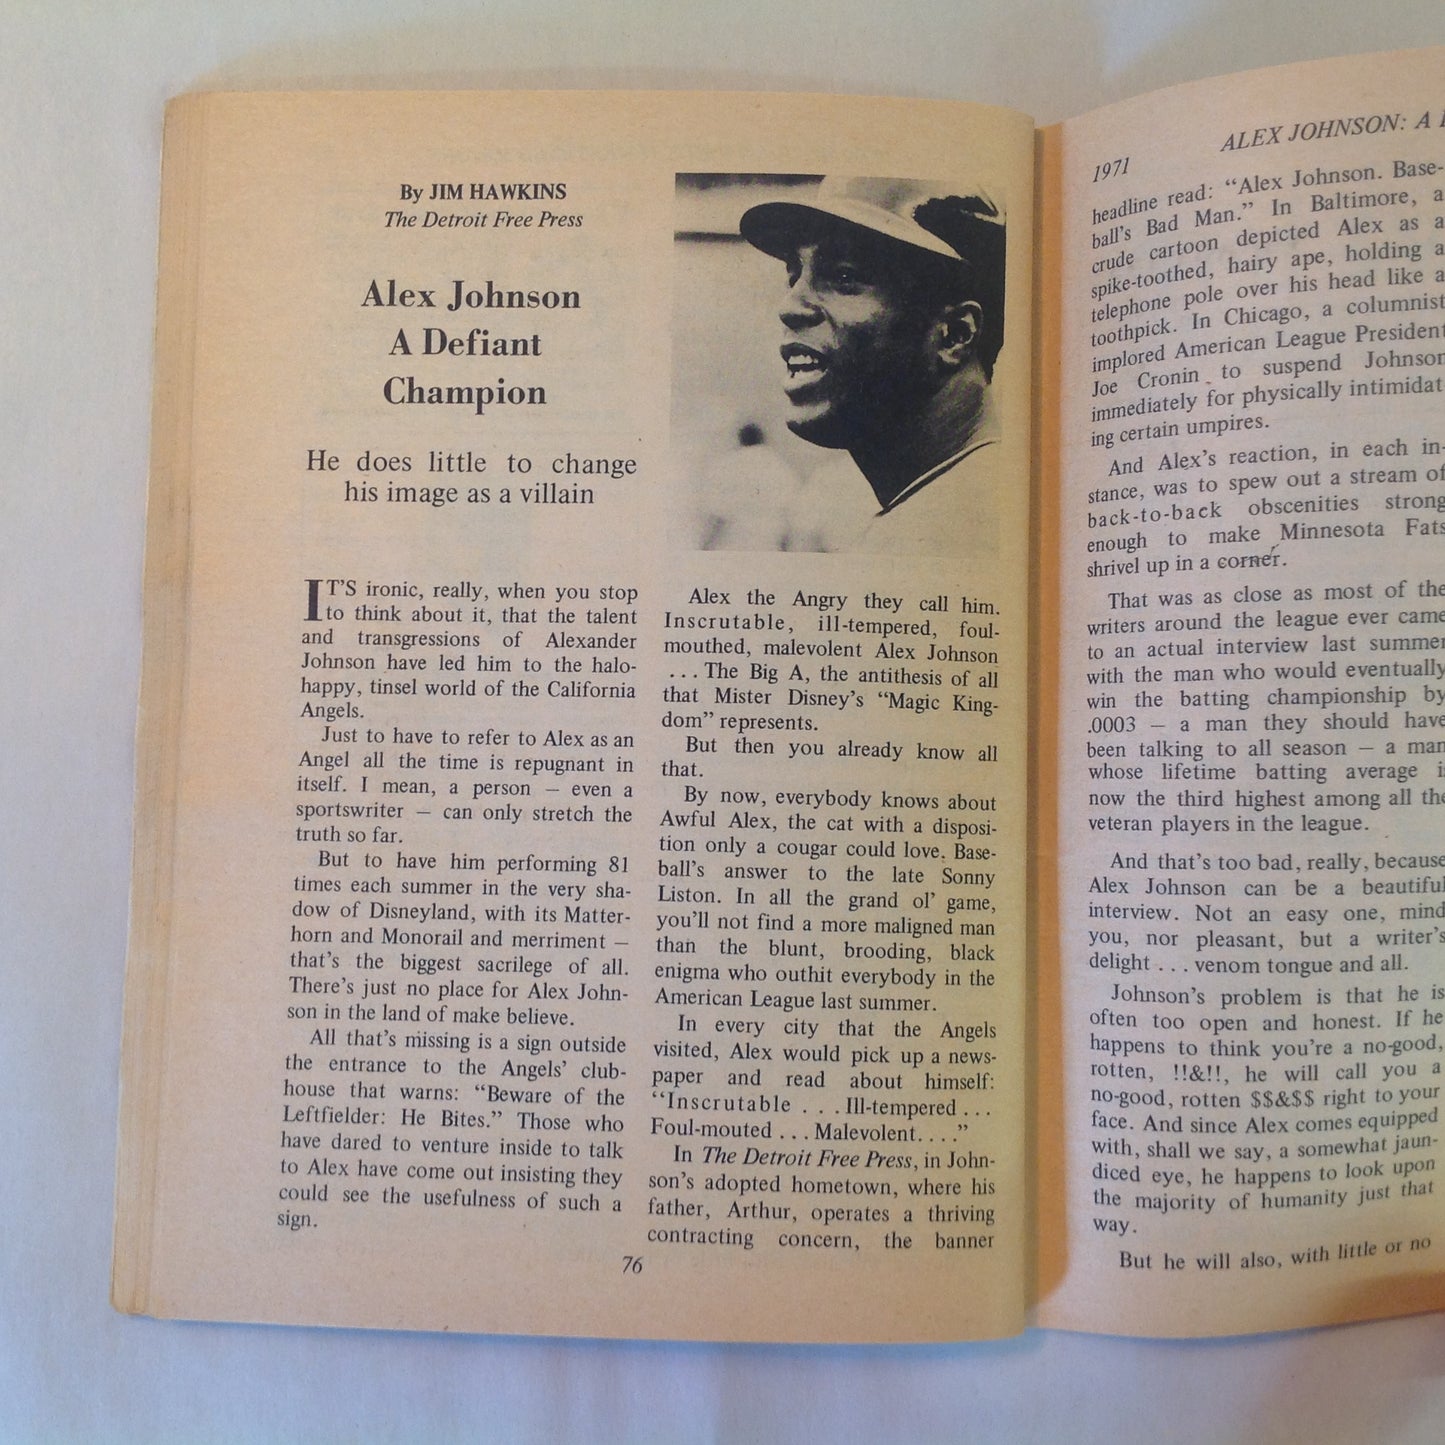 By JIM HAWKINS
The Detroit Free Press
Alex Johnson
A Defiant
Champion
He does little to change
his image as a villain
IT'S ironic, really, when you stop
to think about it, that the talent
and transgressions of Alexander
Johnson have led him to the halo-
happy, tinsel world of the California
Angels.
Just to have to refer to Alex as an
Angel all the time is repugnant in
itself. I mean, a person — even a
sportswriter — can only stretch the
truth so far.
But to have him performing 81
times each summer in the very sha-
dow of Disneyland, with its Matter-
horn and Monorail and merriment —
that's the biggest sacrilege of all.
There's just no place for Alex John-
son in the land of make believe.
All that's missing is a sign outside
the entrance to the Angels' club-
house that warns: "Beware of the
Leftfielder: He Bites." Those who
have dared to venture inside to talk
to Alex have come out insisting they
could see the usefulness of such a
sign.
Alex the Angry they call him.
Inscrutable, ill-tempered, foul-
mouthed, malevolent Alex Johnson
... The Big A, the antithesis of all
that Mister Disney's "Magic King-
dom" represents.
But then you already know all
that.
By now, everybody knows about
Awful Alex, the cat with a disposi-
tion only a cougar could love. Base-
ball's answer to the late Sonny
Liston. In all the grand ol' game,
you'll not find a more maligned man
than the blunt, brooding, black
enigma who outhit everybody in the
American League last summer.
In every city that the Angels
visited, Alex would pick up a news-
paper and read about himself:
"Inscrutable . . . Ill-tempered . . .
Foul-mouted . . . Malevolent. . . ."
In The Detroit Free Press, in John-
son's adopted hometown, where his
father, Arthur, operates a thriving
contracting concern, the banner
76
ALEX JOHNSON: A
1971
headline read: "Alex Johnson. Base-
ball's Bad Man." In Baltimore, a
crude cartoon depicted Alex as a
spike-toothed, hairy ape, holding a
telephone pole over his head like a
toothpick. In Chicago, a columnist
implored American League President
Joe Cronin to suspend Johnson
immediately for physically intimidat
ing certain umpires.
And Alex's reaction, in each in-
stance, was to spew out a stream of
back-to-back obscenities strong
enough to make Minnesota Fats
shrivel up in a corner.
That was as close as most of the
writers around the league ever came
to an actual interview last summer
with the man who would eventually
win the batting championship by
.0003 — a man they should have
been talking to all season — a man
whose lifetime batting average is
now the third highest among all the
veteran players in the league.
And that's too bad, really, because
Alex Johnson can be a beautiful
interview. Not an easy one, mind
you, nor pleasant, but a writer's
delight . . . venom tongue and all.
Johnson's problem is that he is
often too open and honest. If he
happens to think you're a no-good,
rotten, !!&!!, he will call you a
no-good, rotten $$&$$ right to your
face. And since Alex comes equipped
with, shall we say, a somewhat jaun-
diced eye, he happens to look upon
the majority of humanity just that
way.
But he will also, with little or no